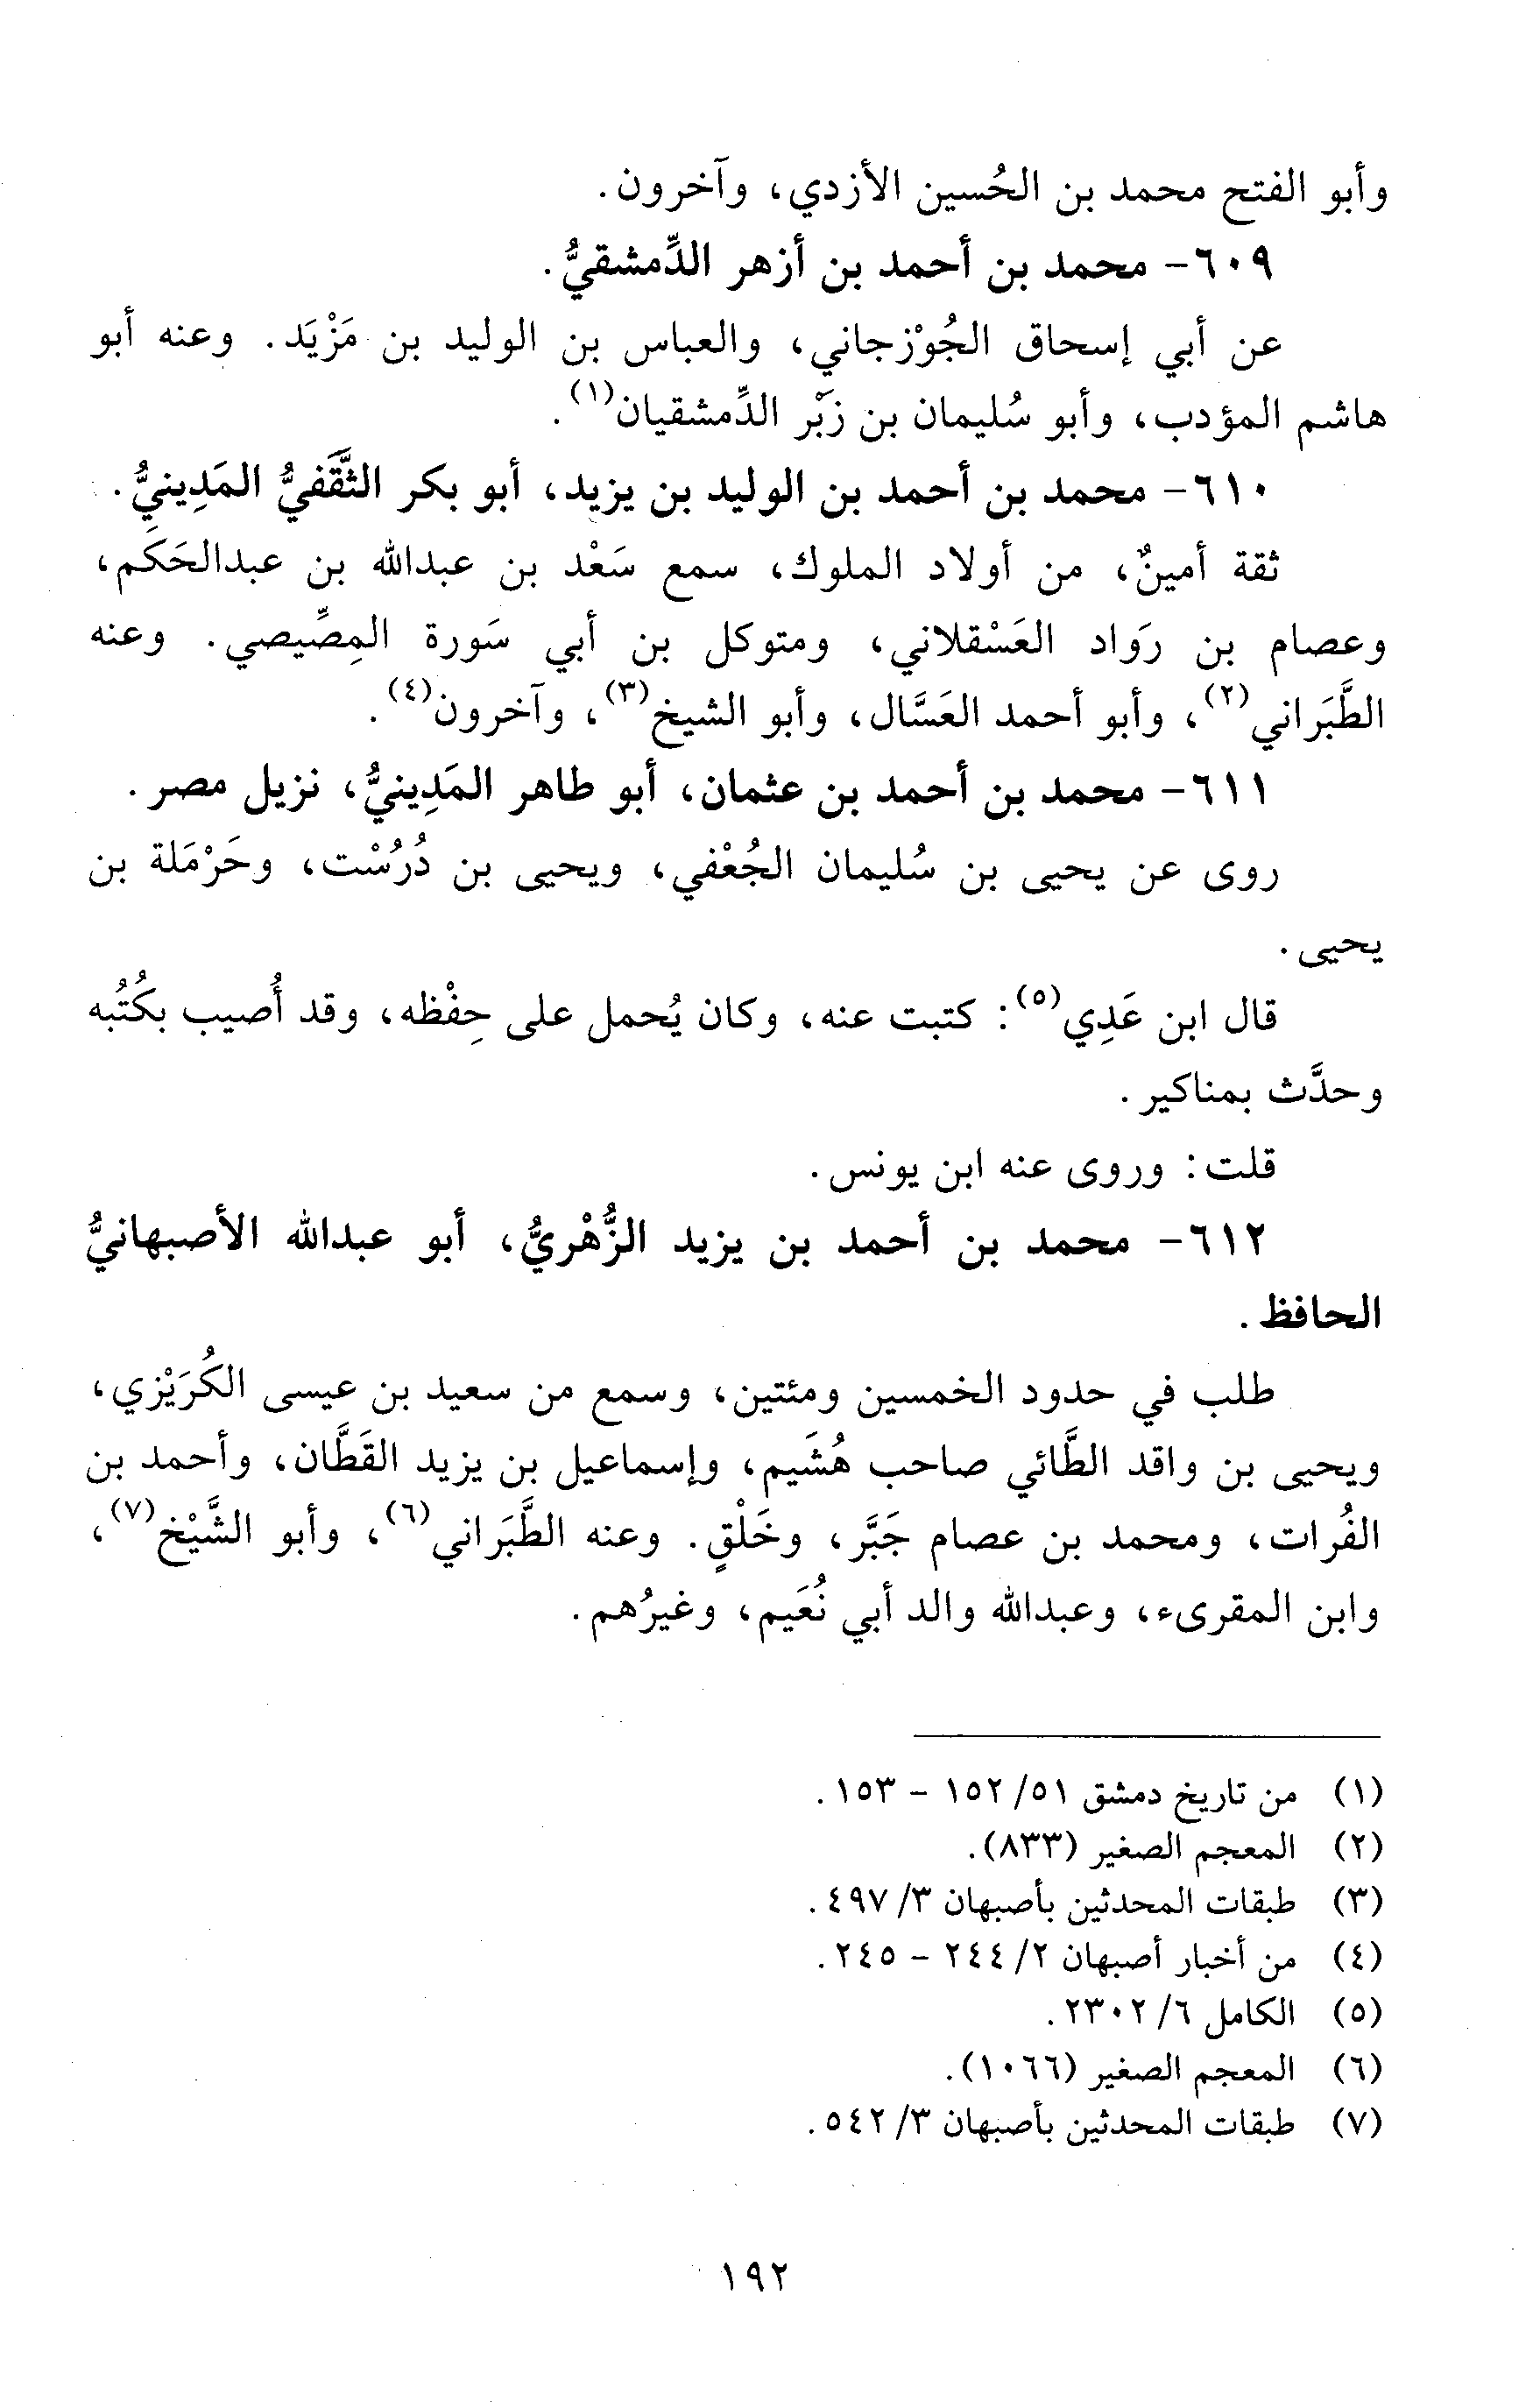 وأبو الفتح محمد بن الحُسين الأزدي، وآخرون.
٦٠٩- محمد بن أحمد بن أزهر الدِّمشقيُّ.
عن أبي إسحاق الجُوْزجاني، والعباس بن الوليد بن مَزْيَد. وعنه أبو
هاشم المؤدب، وأبو سُليمان بن زَبْر الدِّمشقيان(١).
٦١٠- محمد بن أحمد بن الوليد بن يزيد، أبو بكر الثَّقَفيُّ المَدِينيُّ.
ثقة أمينٌ، من أولاد الملوك، سمع سَعْد بن عبدالله بن عبدالحَكَم،
وعصام بن رَواد العَسْقلاني، ومتوكل بن أبي سَورة المِصِّيصي. وعنه
الطَّبَراني(٢)، وأبو أحمد العَسَّال، وأبو الشيخ(٣)، وآخرون(٤).
٦١١- محمد بن أحمد بن عثمان، أبو طاهر المَدِينيُّ، نزيل مصر.
روى عن يحيى بن سُليمان الجُعْفي، ويحيى بن دُرُسْت، وحَرْمَلة بن
يحيى.
قال ابن عَدِي(٥): كتبت عنه، وكان يُحمل على حِفْظه، وقد أُصيب بكُتُبه
وحدَّث بمناكير.
قلت: وروى عنه ابن يونس.
٦١٢- محمد بن أحمد بن يزيد الزُّهْريُّ، أبو عبدالله الأصبهانيُّ
الحافظ.
طلب في حدود الخمسين ومئتين، وسمع من سعيد بن عيسى الكُرَيْزي،
ويحيى بن واقد الطَّائي صاحب هُشَيم، وإسماعيل بن يزيد القَطَّان، وأحمد بن
الفُرات، ومحمد بن عصام جَبَّر، وخَلْقٍ. وعنه الطَّبَراني(٦)، وأبو الشَّيْخ(٧)،
وابن المقرىء، وعبدالله والد أبي نُعَيم، وغيرُهم.
(١) من تاريخ دمشق ٥١/ ١٥٢ - ١٥٣.
(٢) المعجم الصغير (٨٣٣).
(٣) طبقات المحدثين بأصبهان ٣/ ٤٩٧.
(٤) من أخبار أصبهان ٢/ ٢٤٤ - ٢٤٥.
(٥) الكامل ٦/ ٢٣٠٢.
(٦) المعجم الصغير (١٠٦٦).
(٧) طبقات المحدثين بأصبهان ٣/ ٥٤٢.
١٩٢